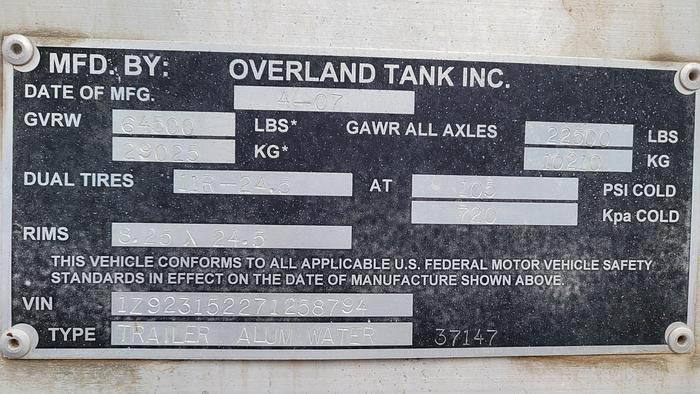 MFD. BY: OVERLAND TANK INC.
DATE OF MFG. 4-07
GVRW 64500 LBS* GAWR ALL AXLES 22500 LBS
29025 KG* 10210 KG
DUAL TIRES 11R-24.5 AT 105 PSI COLD
720 Kpa COLD
RIMS 8.25 X 24.5
THIS VEHICLE CONFORMS TO ALL APPLICABLE U.S. FEDERAL MOTOR VEHICLE SAFETY
STANDARDS IN EFFECT ON THE DATE OF MANUFACTURE SHOWN ABOVE.
VIN 1Z923152271258794
TYPE TRAILER ALUM WATER 37147